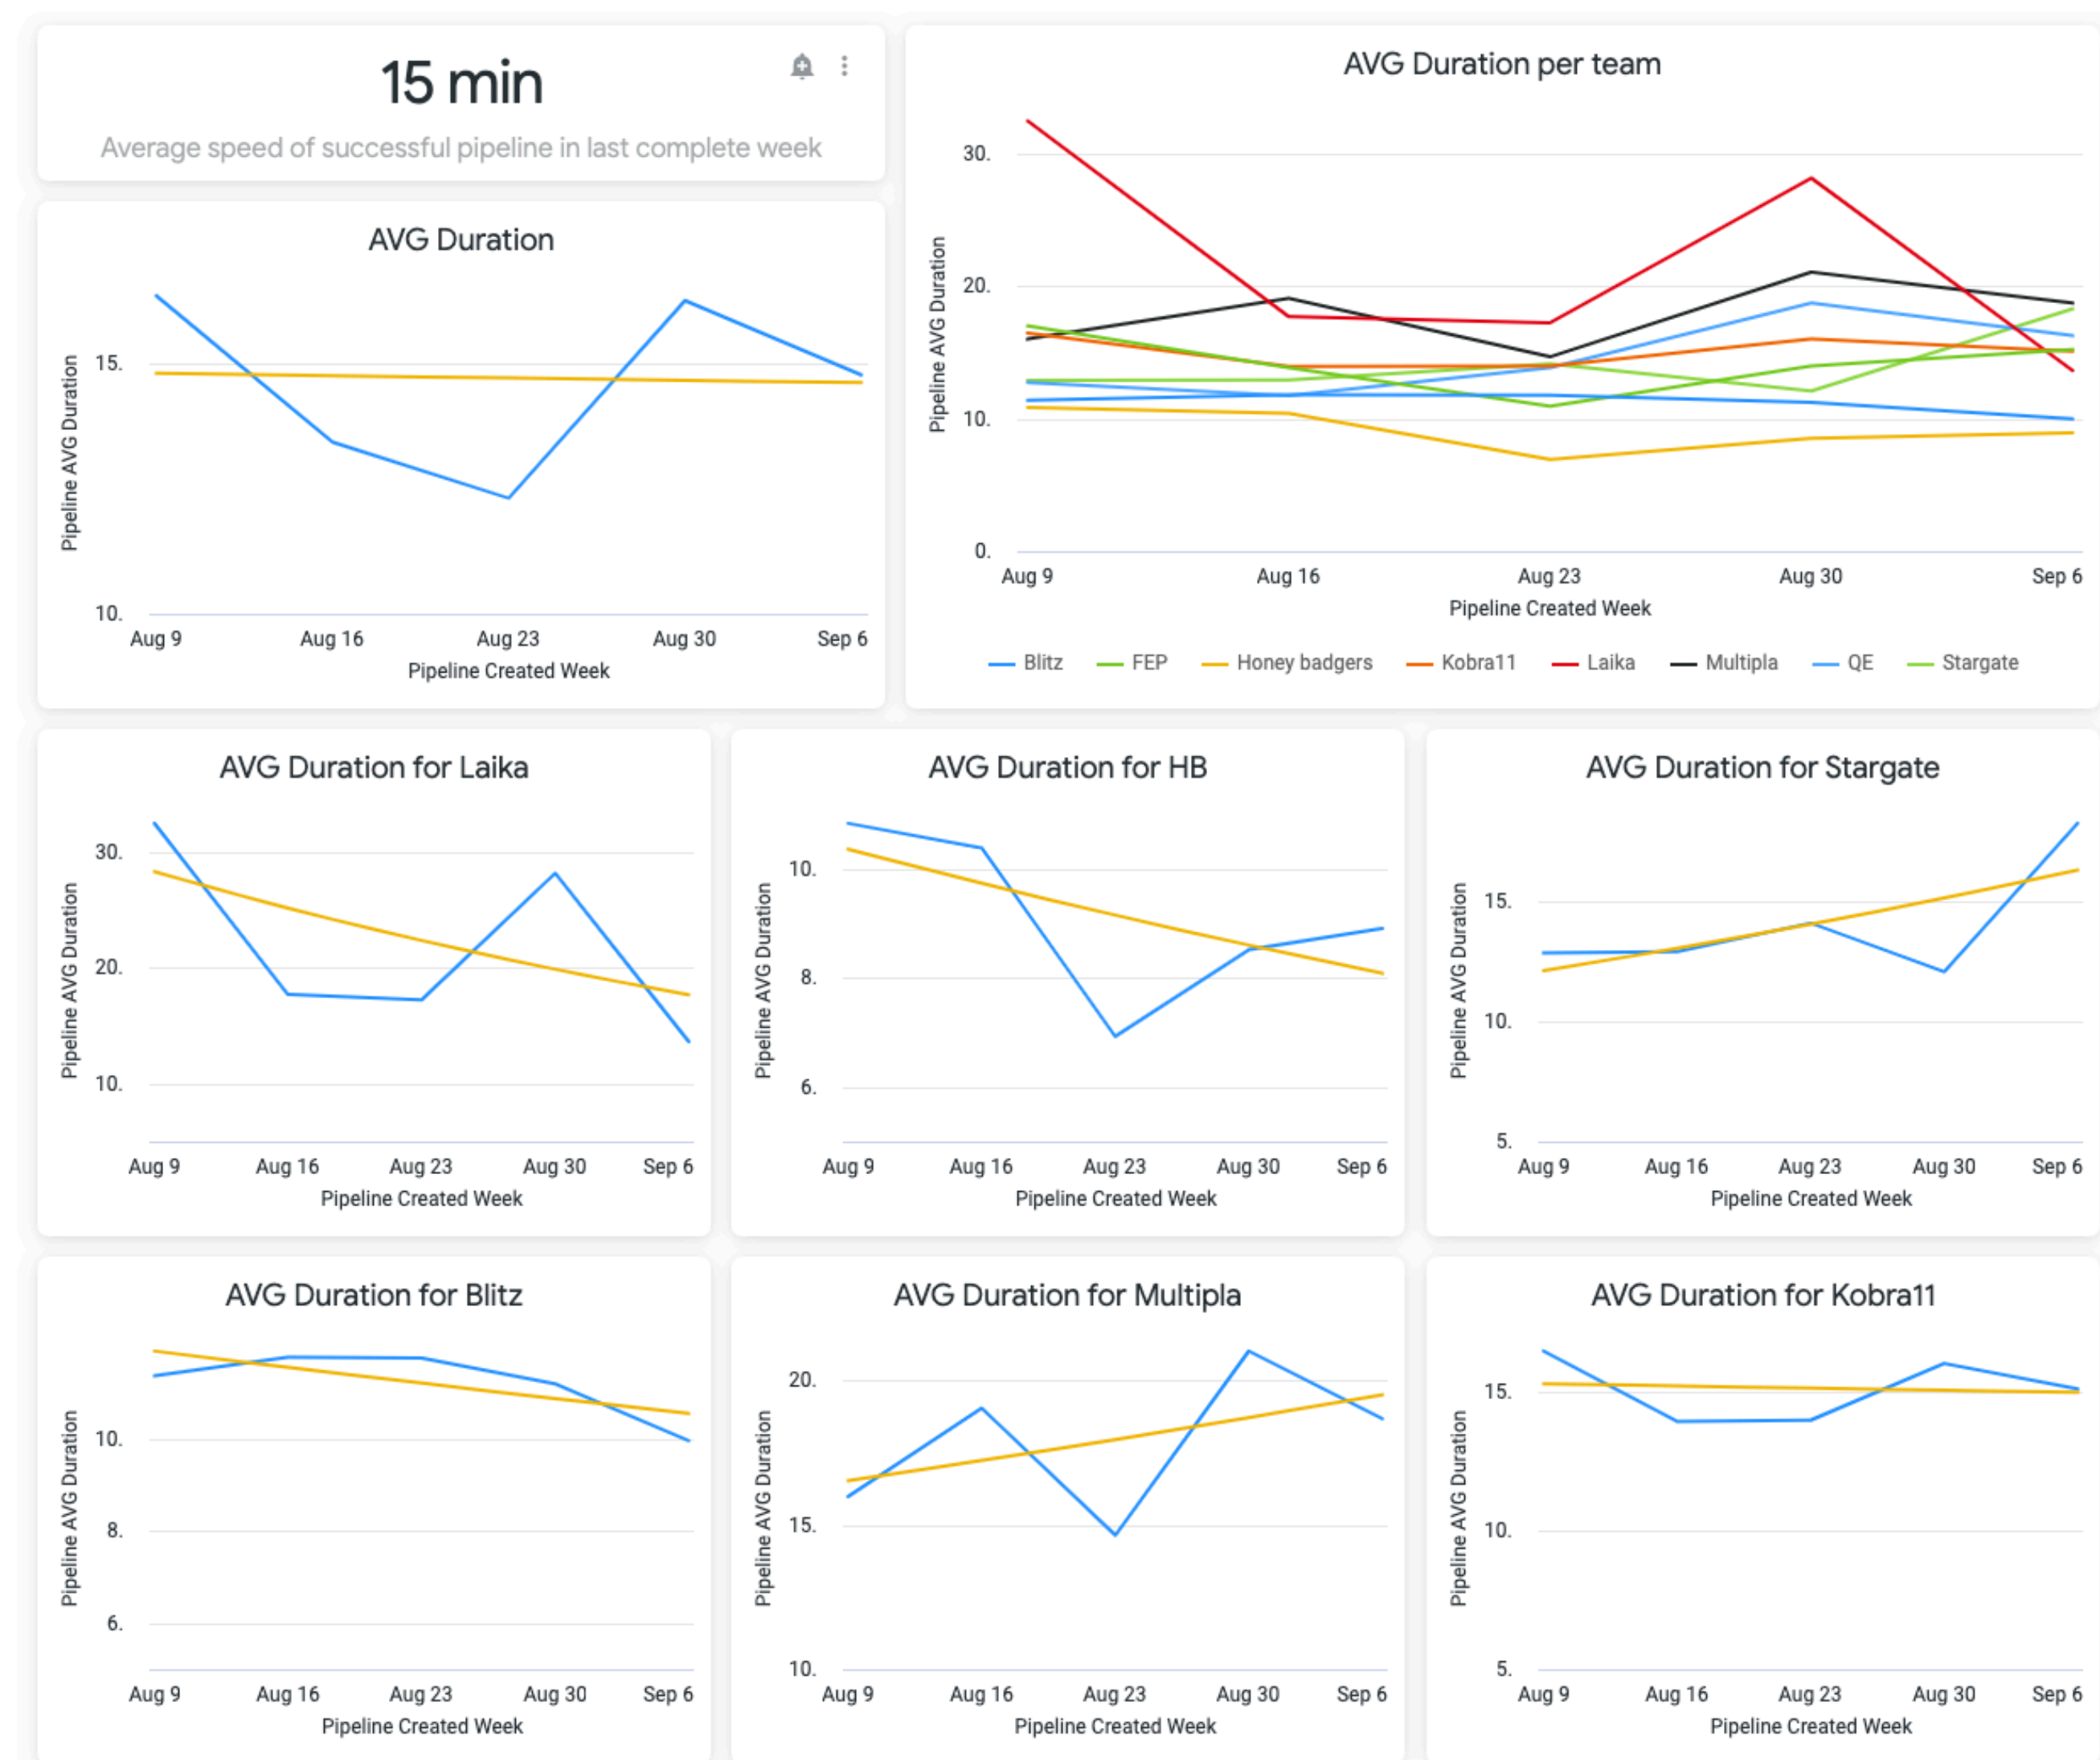 15 min
Average speed of successful pipeline in last complete week
AVG Duration
Pipeline AVG Duration
15.
10.
Aug 9 Aug 16 Aug 23 Aug 30 Sep 6
Pipeline Created Week
AVG Duration per team
Pipeline AVG Duration
30.
20.
10.
0.
Aug 9 Aug 16 Aug 23 Aug 30 Sep 6
Pipeline Created Week
Blitz FEP Honey badgers Kobra11 Laika Multipla QE Stargate
AVG Duration for Laika
Pipeline AVG Duration
30.
20.
10.
Aug 9 Aug 16 Aug 23 Aug 30 Sep 6
Pipeline Created Week
AVG Duration for HB
Pipeline AVG Duration
10.
8.
6.
Aug 9 Aug 16 Aug 23 Aug 30 Sep 6
Pipeline Created Week
AVG Duration for Stargate
Pipeline AVG Duration
15.
10.
5.
Aug 9 Aug 16 Aug 23 Aug 30 Sep 6
Pipeline Created Week
AVG Duration for Blitz
Pipeline AVG Duration
10.
8.
6.
Aug 9 Aug 16 Aug 23 Aug 30 Sep 6
Pipeline Created Week
AVG Duration for Multipla
Pipeline AVG Duration
20.
15.
10.
Aug 9 Aug 16 Aug 23 Aug 30 Sep 6
Pipeline Created Week
AVG Duration for Kobra11
Pipeline AVG Duration
15.
10.
5.
Aug 9 Aug 16 Aug 23 Aug 30 Sep 6
Pipeline Created Week